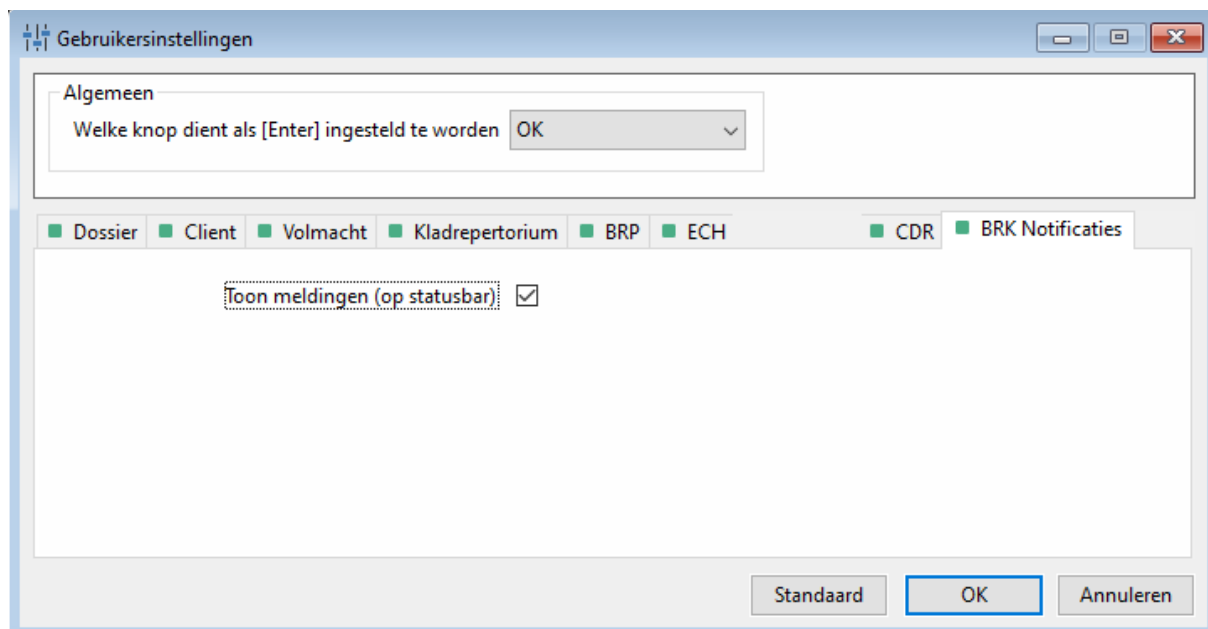 Gebruikersinstellingen
Algemeen
Welke knop dient als [Enter] ingesteld te worden OK
Dossier Client Volmacht Kladrepertorium BRP ECH CDR BRK Notificaties
Toon meldingen (op statusbar)
Standaard OK Annuleren